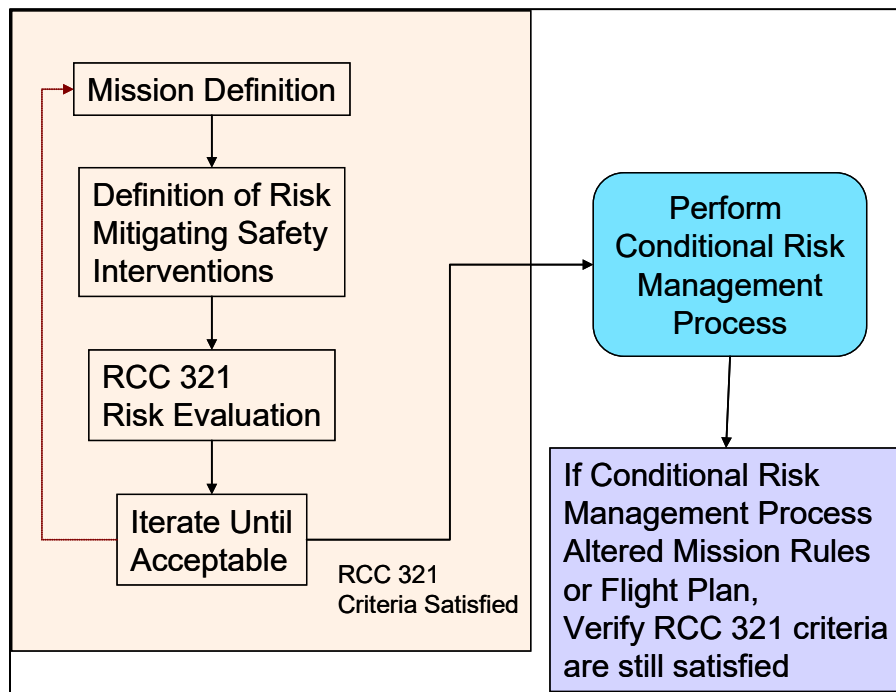 Mission Definition
Definition of Risk
Mitigating Safety
Interventions
RCC 321
Risk Evaluation
Iterate Until
Acceptable
RCC 321
Criteria Satisfied
Perform
Conditional Risk
Management
Process
If Conditional Risk
Management Process
Altered Mission Rules
or Flight Plan,
Verify RCC 321 criteria
are still satisfied